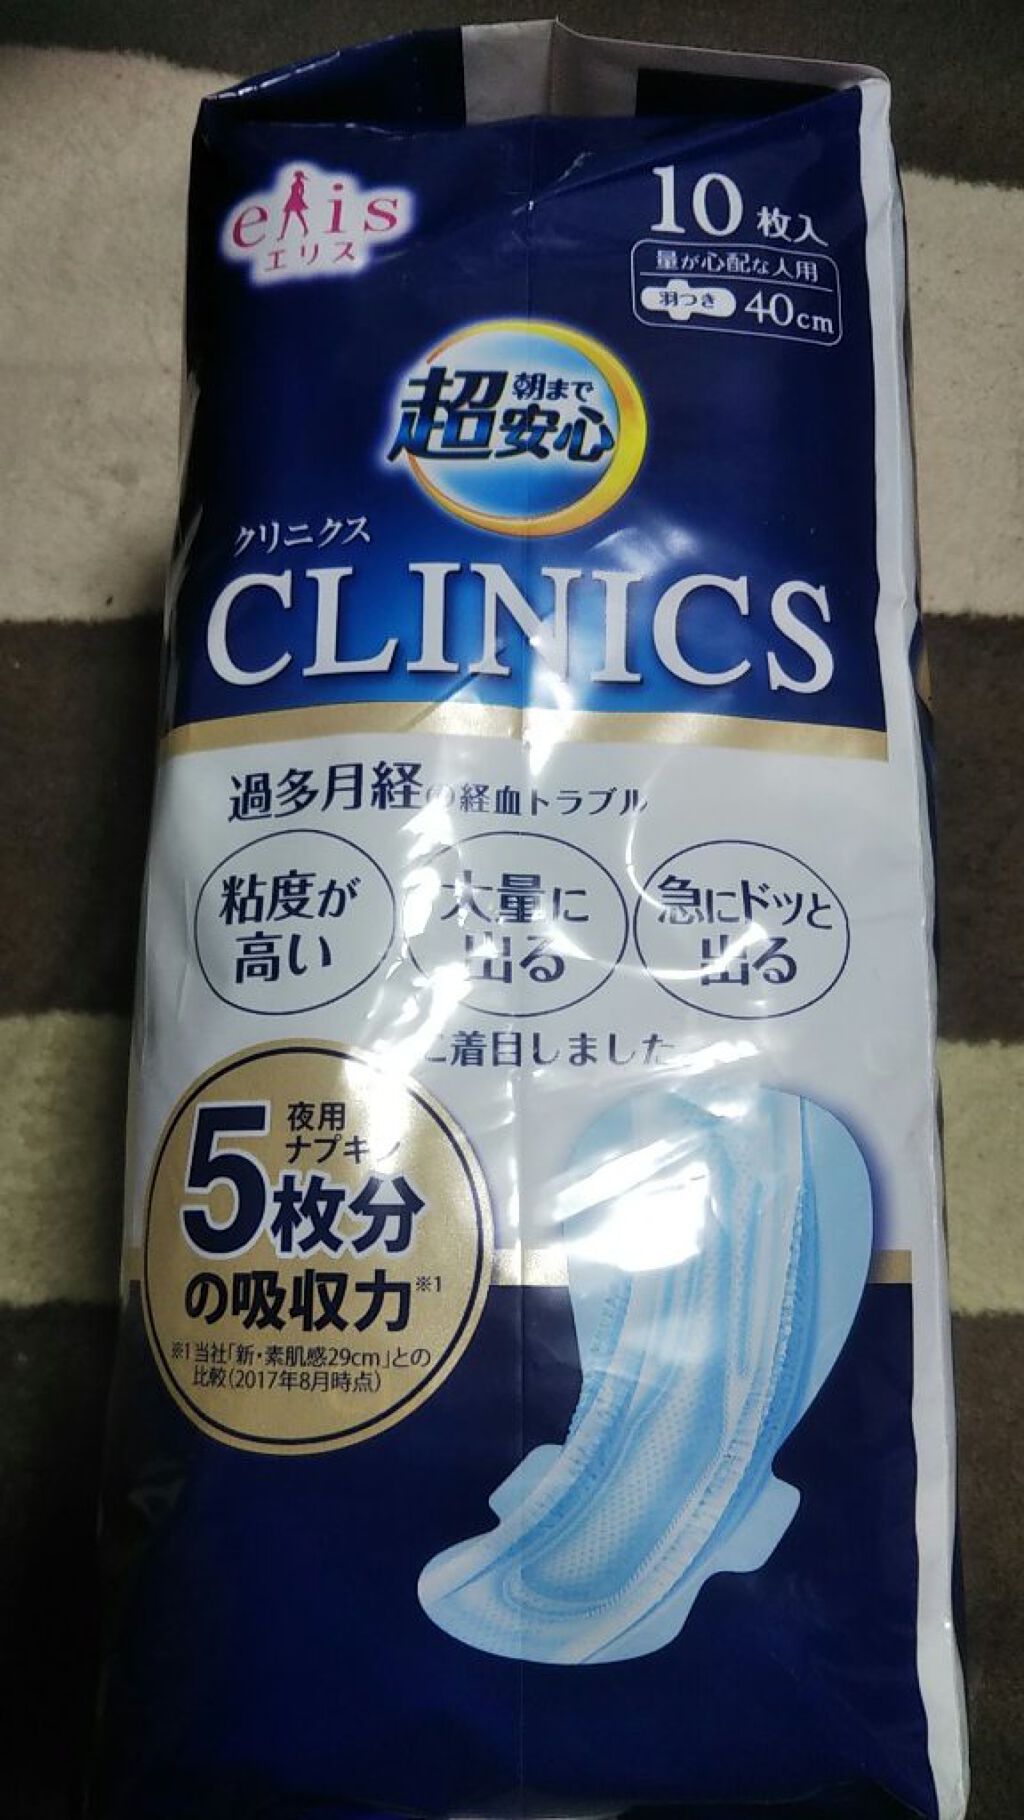 elis
エリス
10枚入
量が心配な人用
羽つき 40cm
超 朝まで
安心
クリニクス
CLINICS
過多月経の経血トラブル
粘度が
高い
大量に
出る
急にドッと
出る
に着目しました
夜用
ナプキン
5枚分
の吸収力※1
※1当社「新・素肌感29cm」との
比較(2017年8月時点)